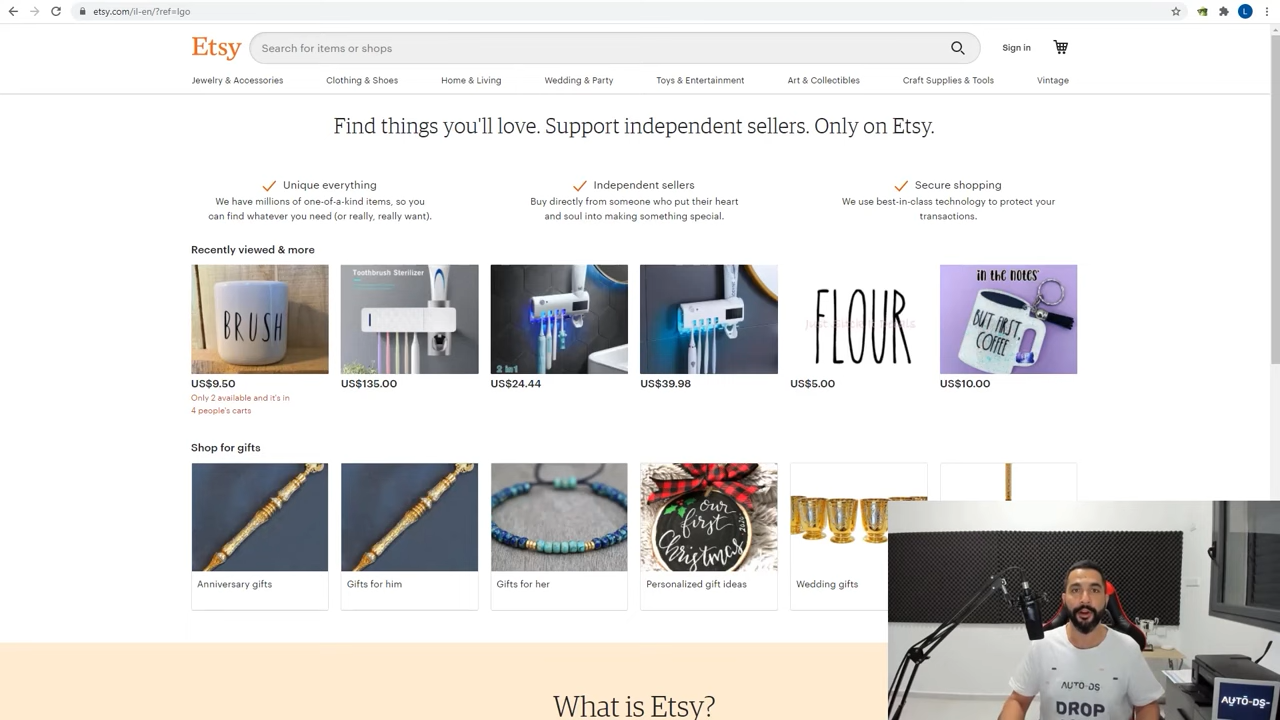 etsy.com/il-en/?ref=lgo
L
Etsy
Search for items or shops
Sign in
Jewelry & Accessories
Clothing & Shoes
Home & Living
Wedding & Party
Toys & Entertainment
Art & Collectibles
Craft Supplies & Tools
Vintage
Find things you'll love. Support independent sellers. Only on Etsy.
Unique everything
We have millions of one-of-a-kind items, so you
can find whatever you need (or really, really want).
Independent sellers
Buy directly from someone who put their heart
and soul into making something special.
Secure shopping
We use best-in-class technology to protect your
transactions.
Recently viewed & more
BRUSH
Toothbrush Sterilizer
2 in 1
FLOUR
in the notes'
BUT FIRST,
COFFEE
US$9.50
US$135.00
US$24.44
US$39.98
US$5.00
US$10.00
Only 2 available and it's in
4 people's carts
Shop for gifts
our
first
Christmas
2020
Anniversary gifts
Gifts for him
Gifts for her
Personalized gift ideas
Wedding gifts
What is Etsy?
AUTO-DS
DROP
AUTO-DS-